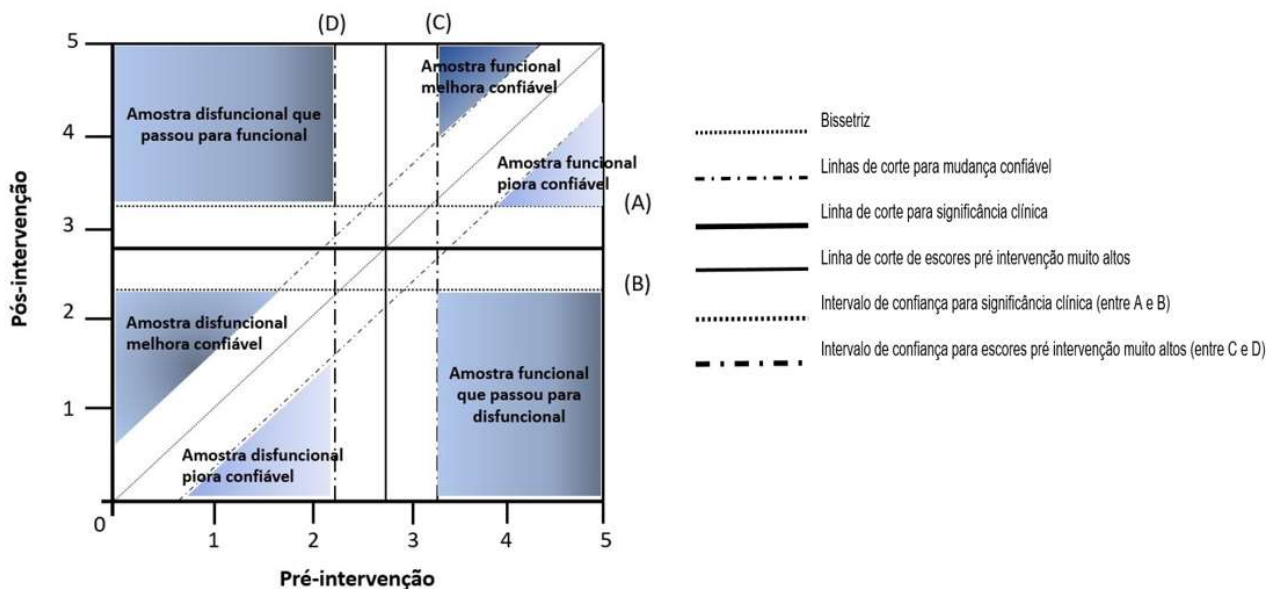 (D)
(C)
5
4
3
2
1
0
1
2
3
4
5
Pós-intervenção
Pré-intervenção
(A)
(B)
Amostra disfuncional que
passou para funcional
Amostra funcional
melhora confiável
Amostra funcional
piora confiável
Amostra disfuncional
melhora confiável
Amostra disfuncional
piora confiável
Amostra funcional
que passou para
disfuncional
Bissetriz
Linhas de corte para mudança confiável
Linha de corte para significância clínica
Linha de corte de escores pré intervenção muito altos
Intervalo de confiança para significância clínica (entre A e B)
Intervalo de confiança para escores pré intervenção muito altos (entre C e D)